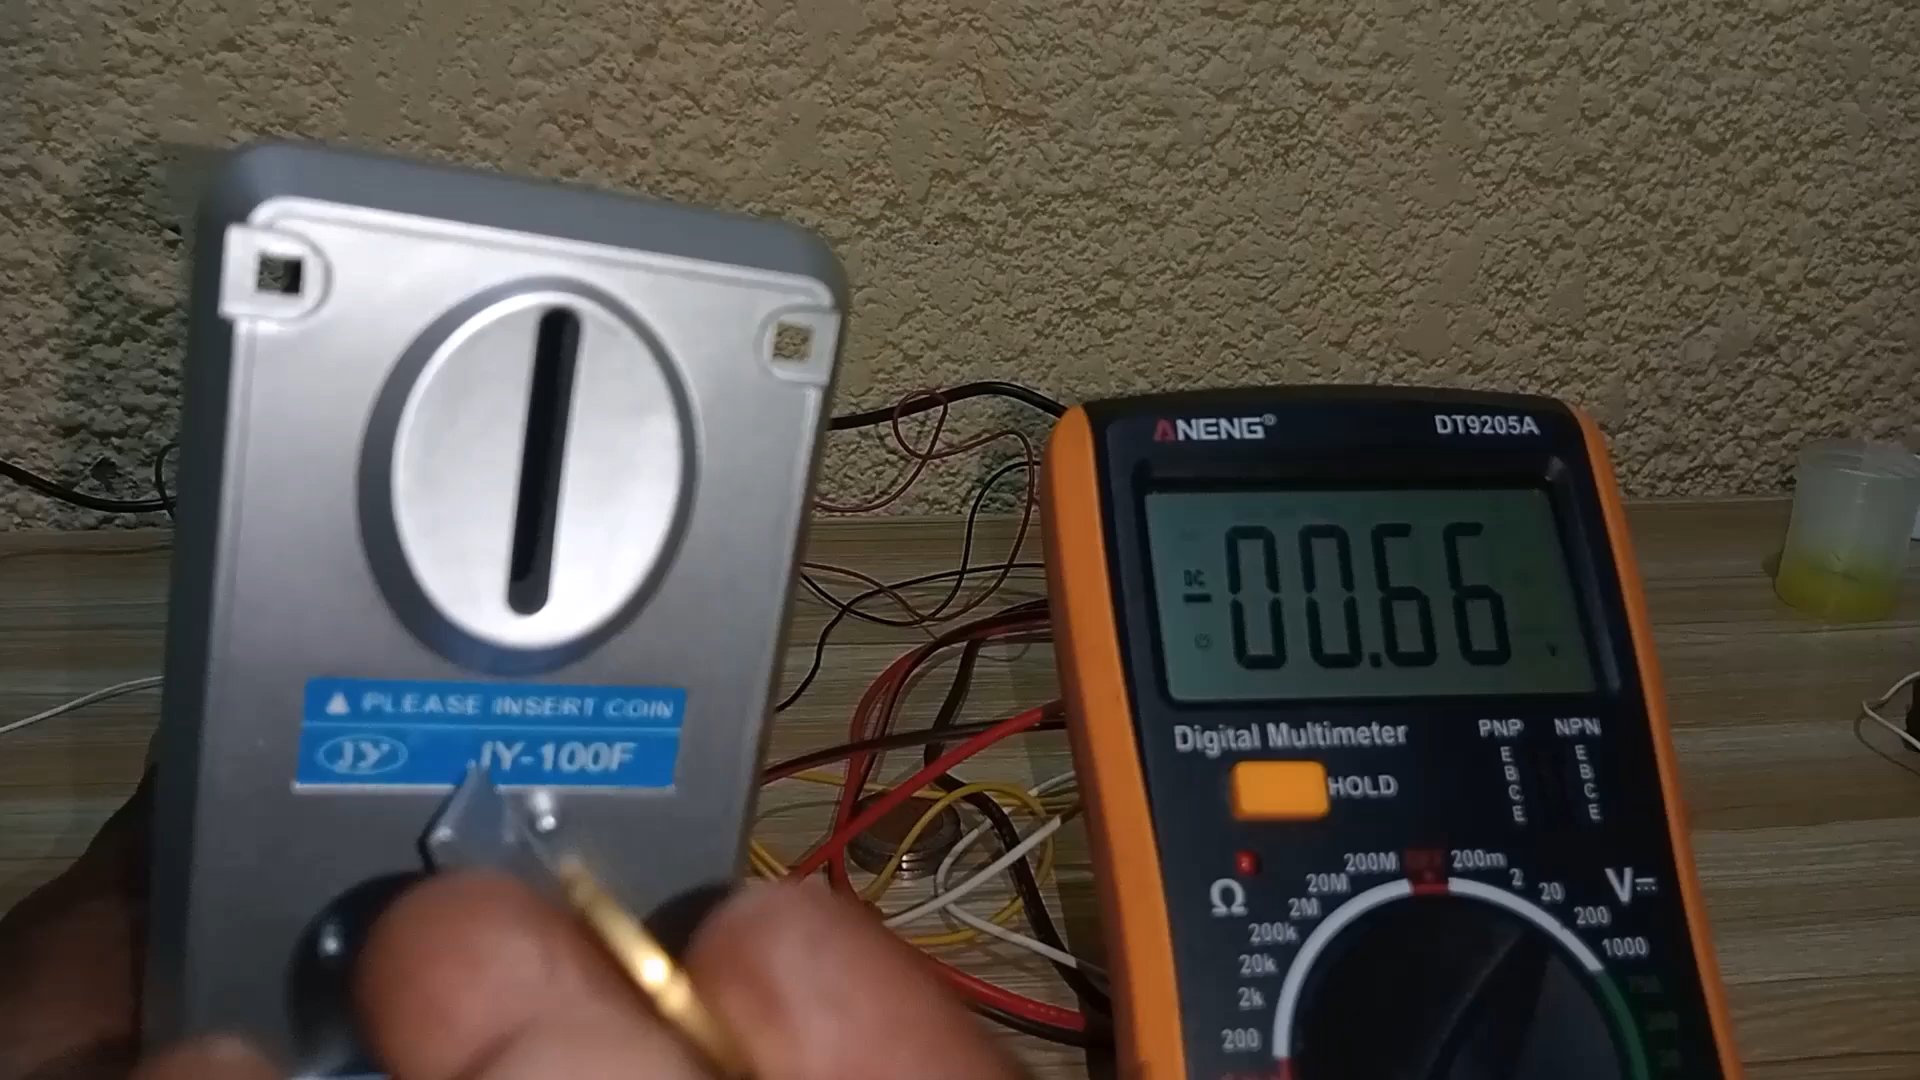 ▲ PLEASE INSERT COIN
JY JY-100F
ANENG® DT9205A
DC
00.66
V
Digital Multimeter
PNP NPN
E E
B B
C C
E E
HOLD
Ω
200M
20M
2M
200k
20k
2k
200
OFF
200m
2
20
200
1000
V